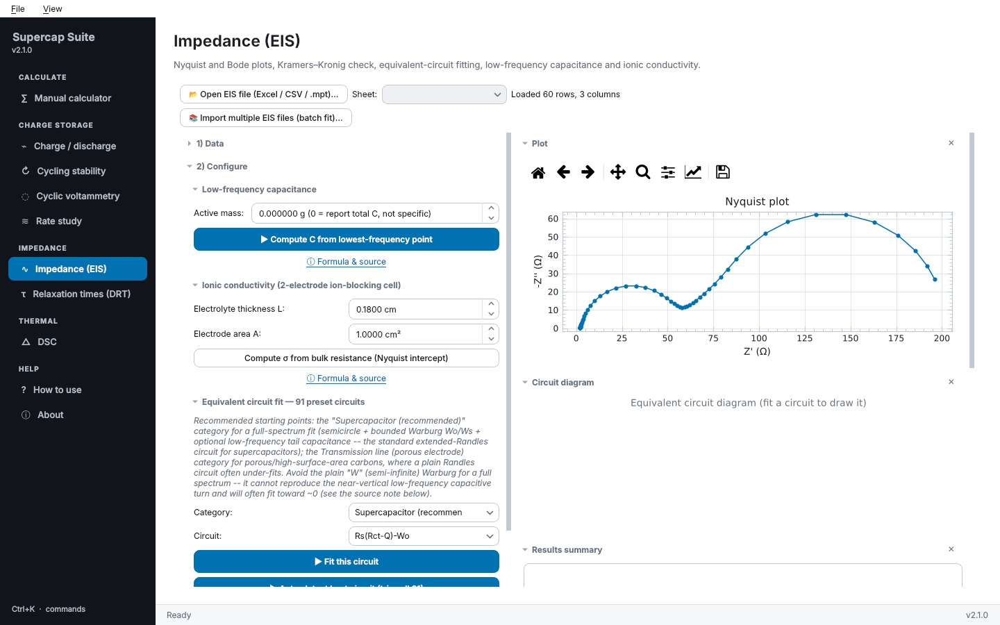 File View
Supercap Suite
v2.1.0
CALCULATE
Σ Manual calculator
CHARGE STORAGE
Charge / discharge
Cycling stability
Cyclic voltammetry
Rate study
IMPEDANCE
Impedance (EIS)
τ Relaxation times (DRT)
THERMAL
DSC
HELP
? How to use
ⓘ About
Ctrl+K · commands
Impedance (EIS)
Nyquist and Bode plots, Kramers–Kronig check, equivalent-circuit fitting, low-frequency capacitance and ionic conductivity.
Open EIS file (Excel / CSV / .mpt)... Sheet: Loaded 60 rows, 3 columns
Import multiple EIS files (batch fit)...
1) Data
2) Configure
Low-frequency capacitance
Active mass: 0.000000 g (0 = report total C, not specific)
▶ Compute C from lowest-frequency point
ⓘ Formula & source
Ionic conductivity (2-electrode ion-blocking cell)
Electrolyte thickness L: 0.1800 cm
Electrode area A: 1.0000 cm²
Compute σ from bulk resistance (Nyquist intercept)
ⓘ Formula & source
Equivalent circuit fit — 91 preset circuits
Recommended starting points: the "Supercapacitor (recommended)"
category for a full-spectrum fit (semicircle + bounded Warburg Wo/Ws +
optional low-frequency tail capacitance -- the standard extended-Randles
circuit for supercapacitors); the Transmission line (porous electrode)
category for porous/high-surface-area carbons, where a plain Randles
circuit often under-fits. Avoid the plain "W" (semi-infinite) Warburg for a full
spectrum -- it cannot reproduce the near-vertical low-frequency capacitive
turn and will often fit toward ~0 (see the source note below).
Category: Supercapacitor (recommen
Circuit: Rs(Rct-Q)-Wo
▶ Fit this circuit
Plot ✕
Nyquist plot
-Z'' (Ω)
60
50
40
30
20
10
0
0 25 50 75 100 125 150 175 200
Z' (Ω)
Circuit diagram ✕
Equivalent circuit diagram (fit a circuit to draw it)
Results summary ✕
Ready v2.1.0